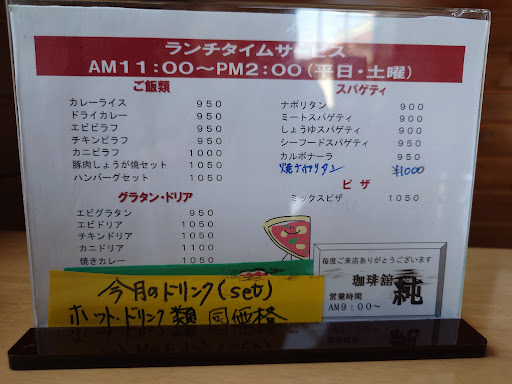 ランチタイムサービス
AM11:00〜PM2:00(平日・土曜)
ご飯類
カレーライス 950
ドライカレー 950
エビピラフ 950
チキンピラフ 950
カニピラフ 1000
豚肉しょうが焼セット 1050
ハンバーグセット 1050
グラタン・ドリア
エビグラタン 950
エビドリア 1050
チキンドリア 1050
カニドリア 1100
焼きカレー 1050
スパゲティ
ナポリタン 900
ミートスパゲティ 900
しょうゆスパゲティ 900
シーフードスパゲティ 950
カルボナーラ 950
焼きナポリタン ¥1000
ピザ
ミックスピザ 1050
毎度ご来店ありがとうございます
珈琲館 純
営業時間
AM9:00〜
今月のドリンク(set)
ホット・ドリンク類 同価格